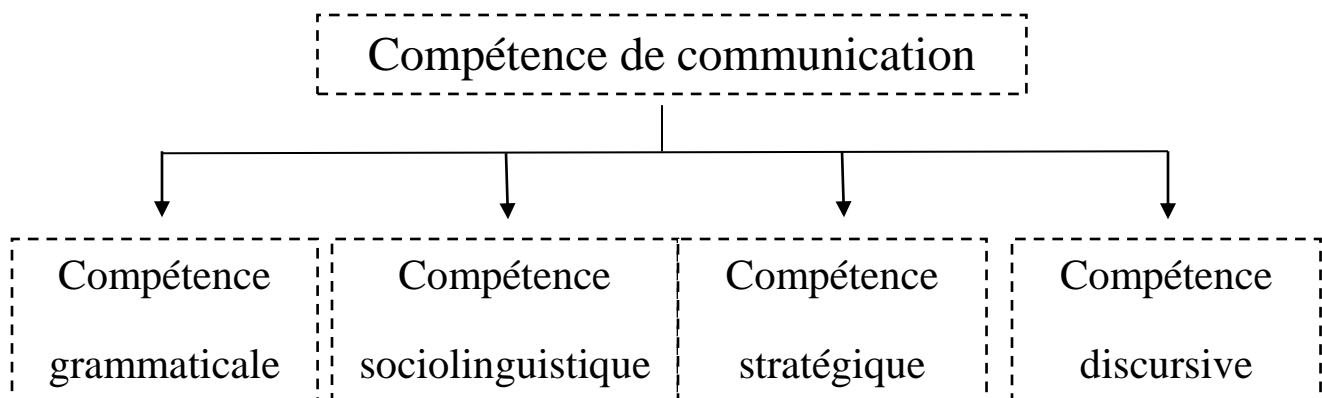 Compétence de communication
Compétence
grammaticale
Compétence
sociolinguistique
Compétence
stratégique
Compétence
discursive